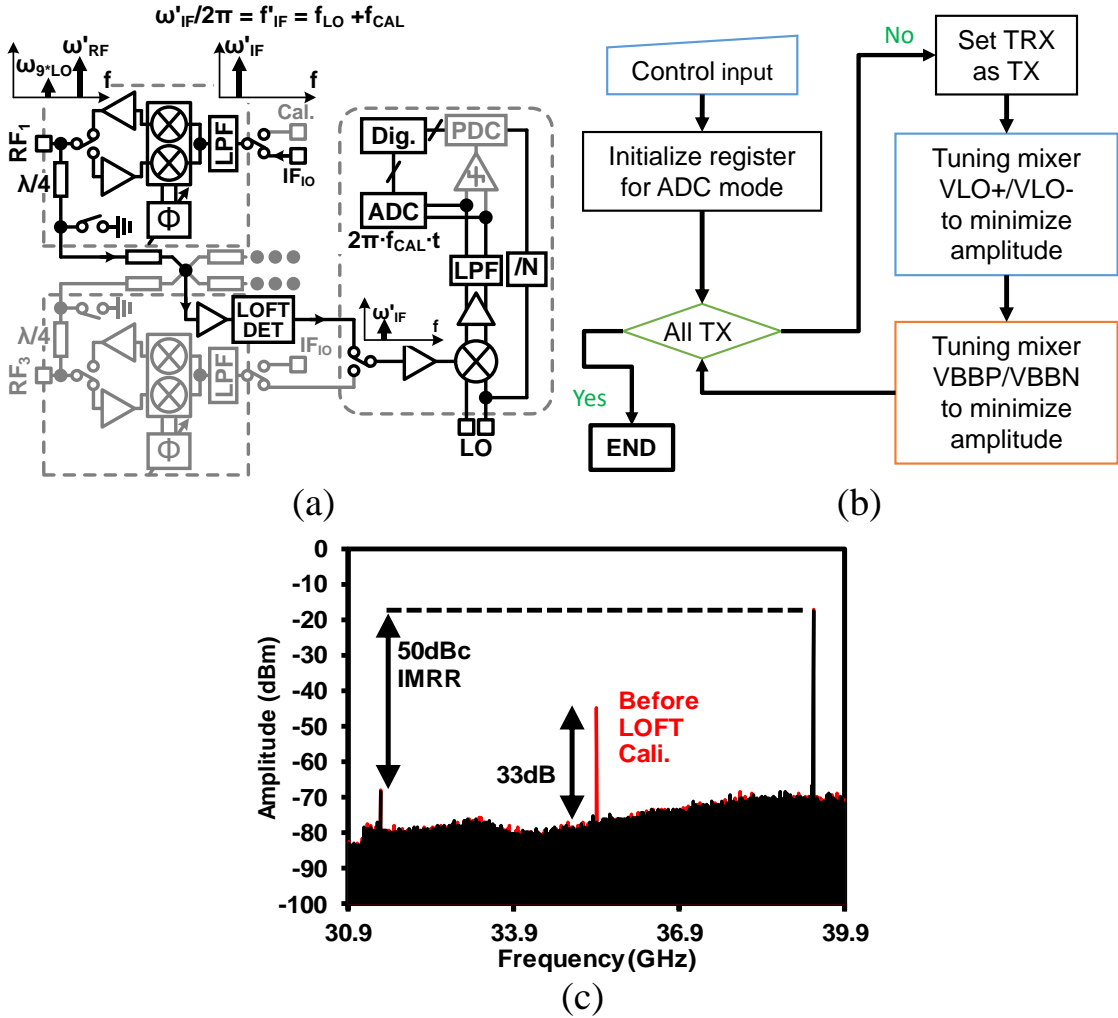 ω'IF/2π = f'IF = fLO +fCAL
ω9*LO
ω'RF
f
ω'IF
f
Cal.
IFIO
RF1
LPF
λ/4
Φ
Dig.
PDC
ADC
2π·fCAL·t
LPF
/N
LOFT
DET
ω'IF
f
LO
λ/4
RF3
LPF
IFIO
Φ
(a)
Control input
Initialize register
for ADC mode
All TX
No
Yes
END
Set TRX
as TX
Tuning mixer
VLO+/VLO-
to minimize
amplitude
Tuning mixer
VBBP/VBBN
to minimize
amplitude
(b)
Amplitude (dBm)
0
-10
-20
-30
-40
-50
-60
-70
-80
-90
-100
50dBc
IMRR
33dB
Before
LOFT
Cali.
30.9
33.9
36.9
39.9
Frequency(GHz)
(c)